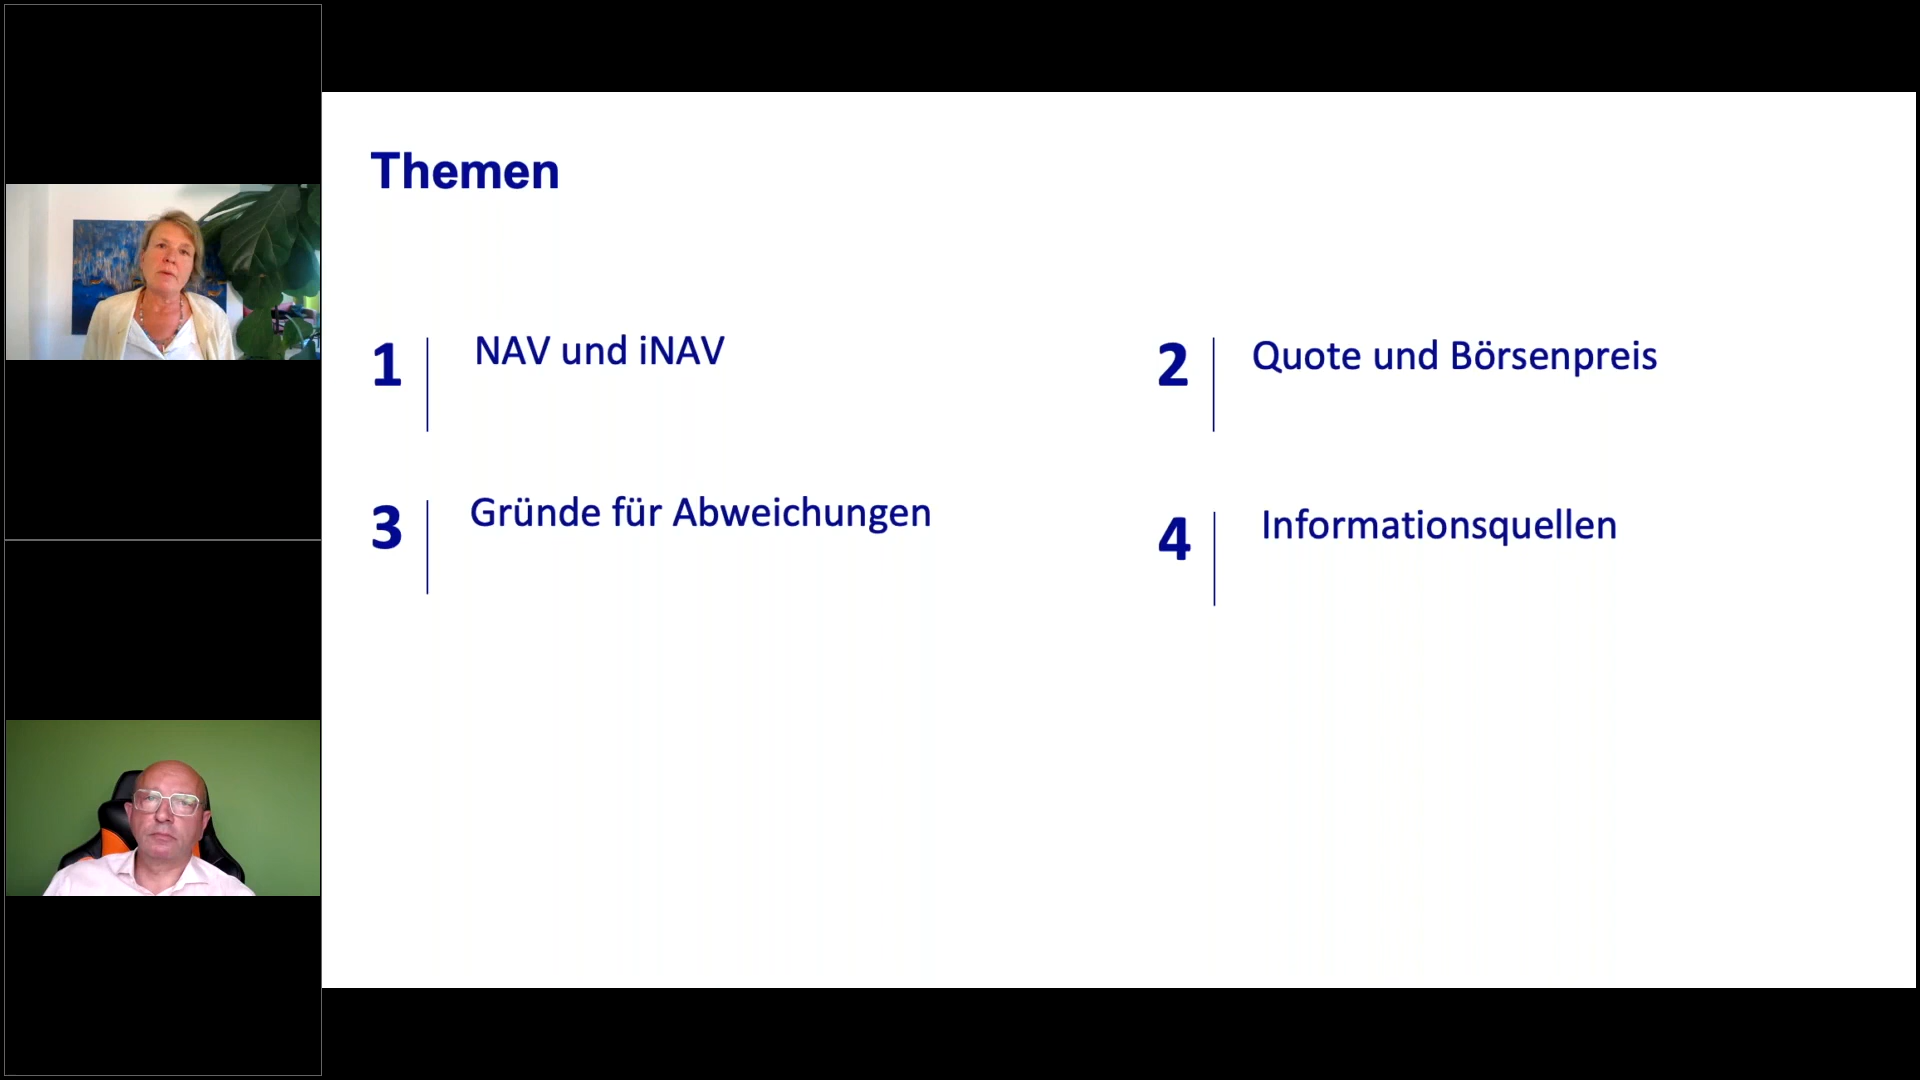 Themen
1
NAV und iNAV
2
Quote und Börsenpreis
3
Gründe für Abweichungen
4
Informationsquellen